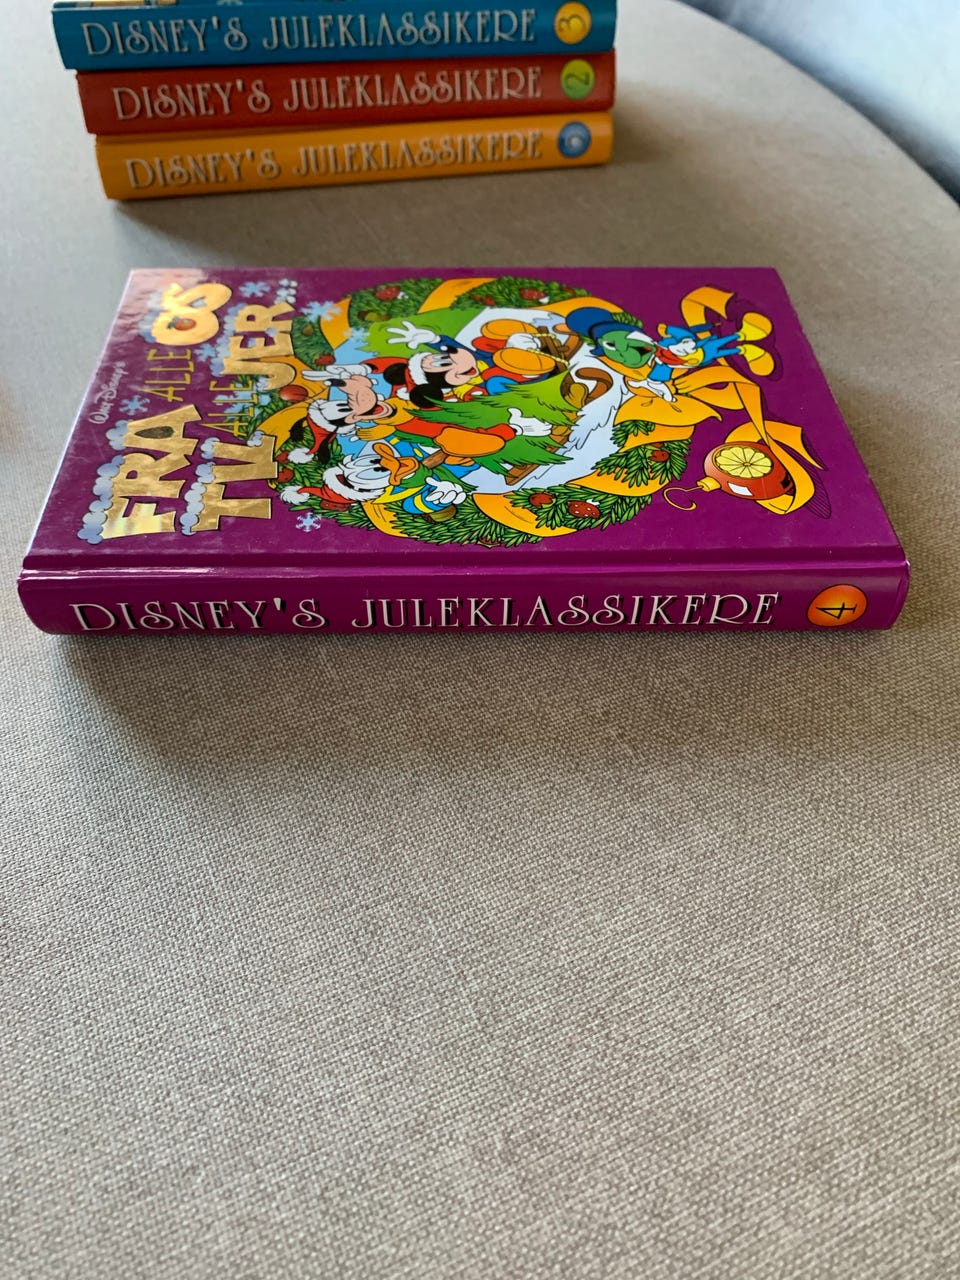 DISNEY'S JULEKLASSIKERE 3
DISNEY'S JULEKLASSIKERE 2
DISNEY'S JULEKLASSIKERE 5
Walt Disney's
FRA ALLE OS
TIL ALLE JER...
DISNEY'S JULEKLASSIKERE 4